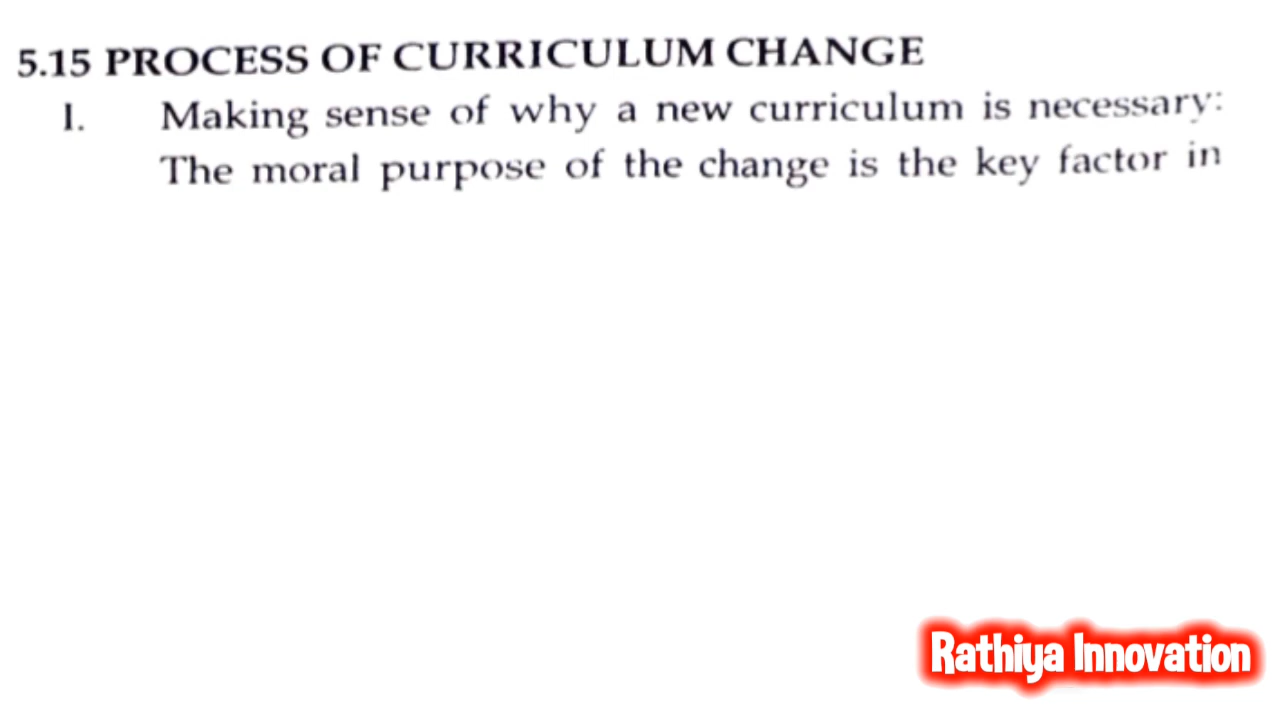 5.15 PROCESS OF CURRICULUM CHANGE
I. Making sense of why a new curriculum is necessary:
The moral purpose of the change is the key factor in
Rathiya Innovation